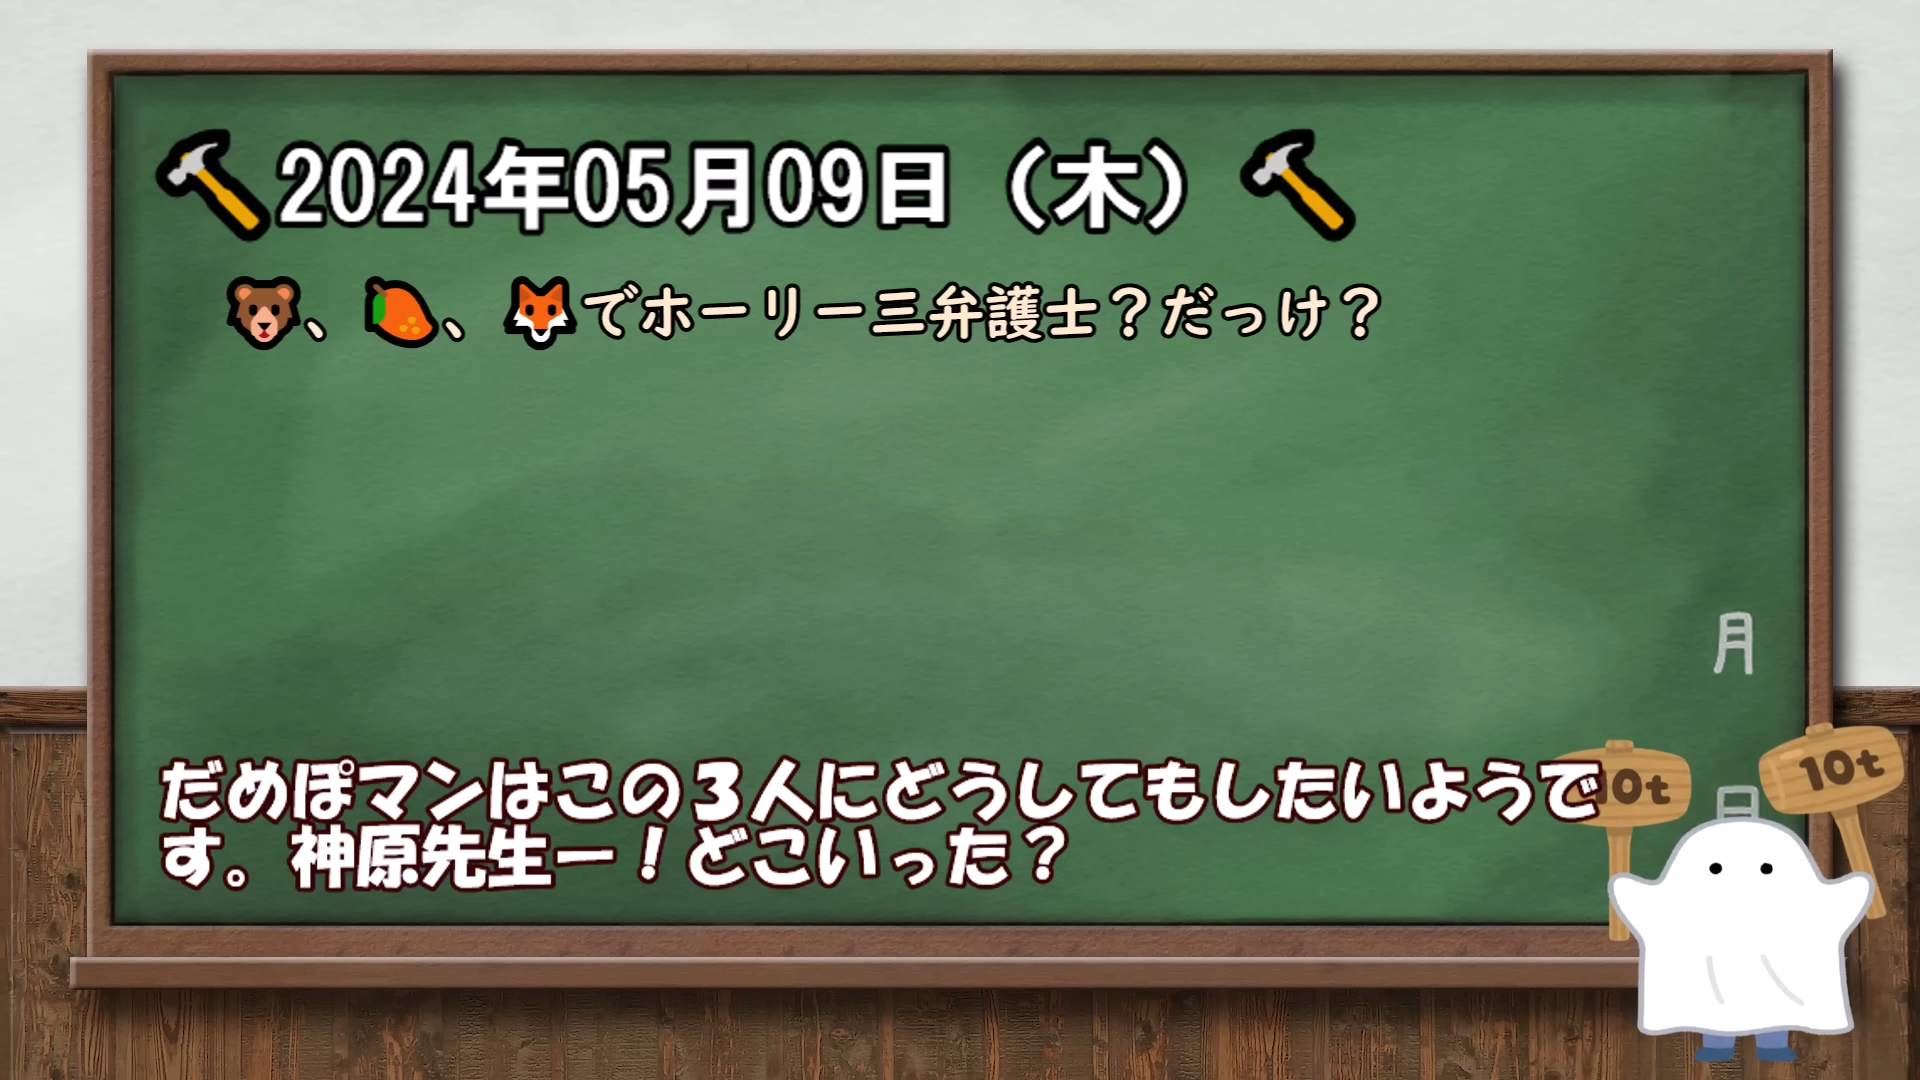 🔨2024年05月09日（木）🔨
🐻、🥭、🦊でホーリー三弁護士？だっけ？
月
日
だめぽマンはこの３人にどうしてもしたいようで
す。神原先生ー！どこいった？
10t
10t